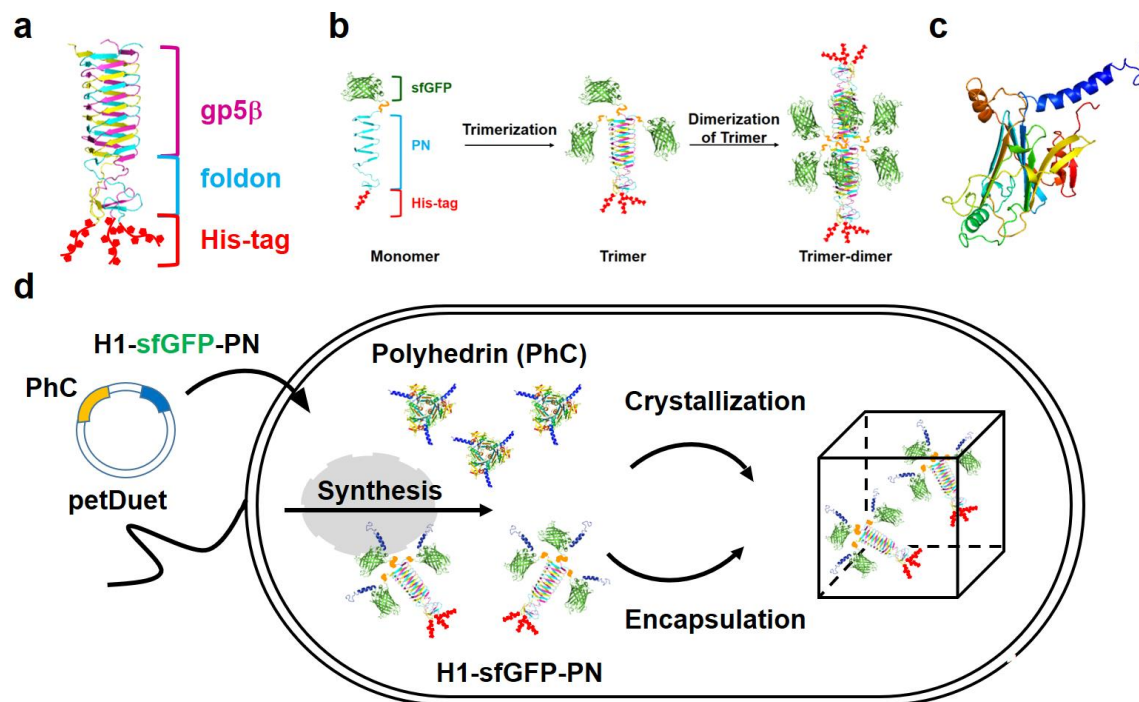 a
gp5β
foldon
His-tag
b
sfGFP
PN
His-tag
Monomer
Trimerization
Trimer
Dimerization
of Trimer
Trimer-dimer
c
d
H1-sfGFP-PN
PhC
petDuet
Polyhedrin (PhC)
Synthesis
H1-sfGFP-PN
Crystallization
Encapsulation